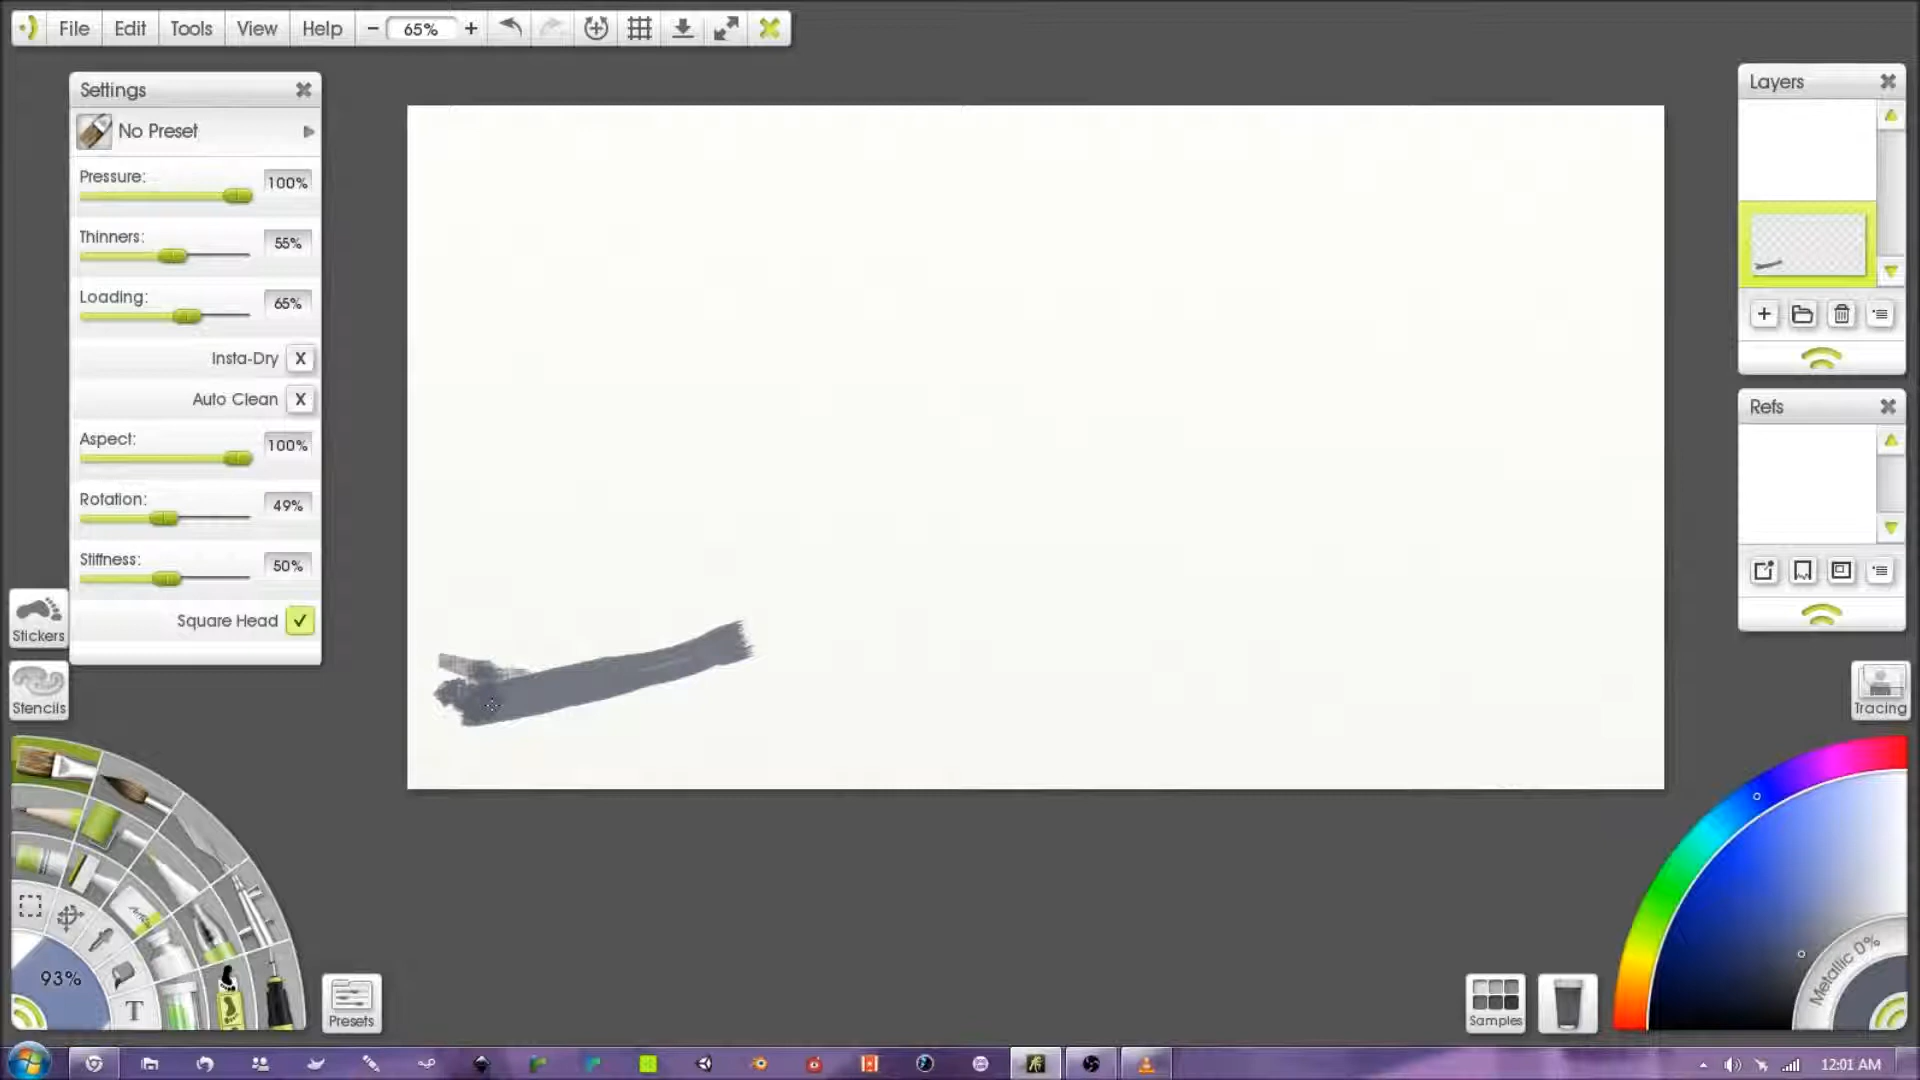 File Edit Tools View Help − 65% +
Settings
No Preset
Pressure: 100%
Thinners: 55%
Loading: 65%
Insta-Dry X
Auto Clean X
Aspect: 100%
Rotation: 49%
Stiffness: 50%
Square Head
Stickers
Stencils
93%
T
Presets
Layers
Refs
Tracing
Metallic 0%
Samples
12:01 AM